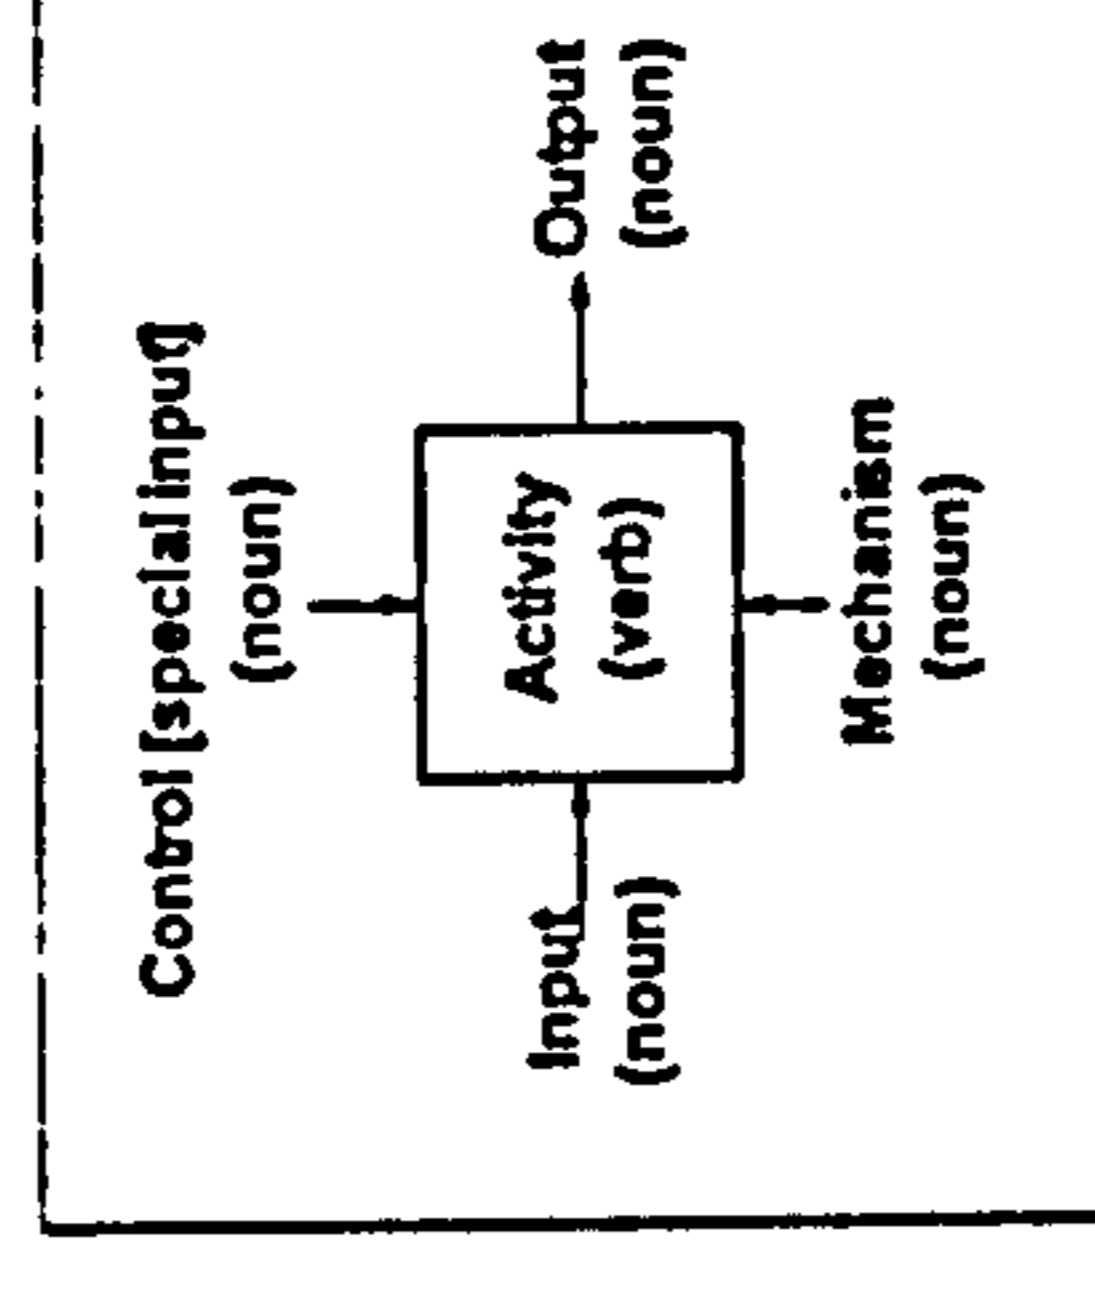 Control [special input]
(noun)
Input
(noun)
Activity
(verb)
Output
(noun)
Mechanism
(noun)